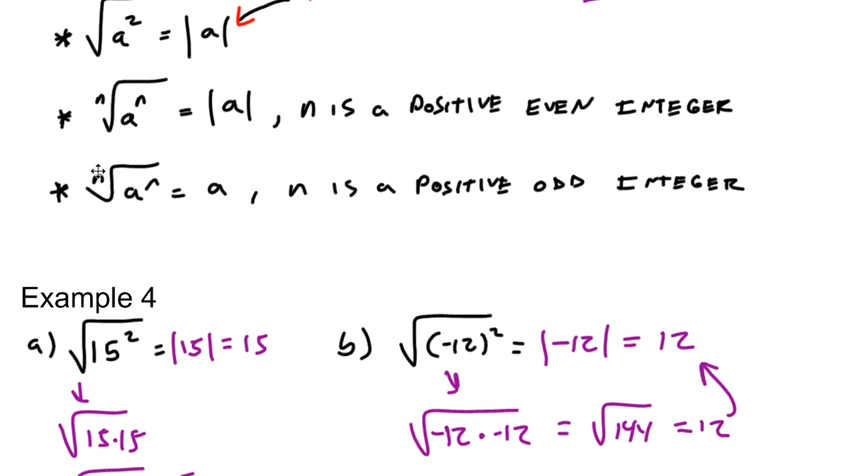 * √a² = |a|
* ⁿ√aⁿ = |a|, n is a POSITIVE EVEN INTEGER
* ⁿ√aⁿ = a, n is a POSITIVE ODD INTEGER
Example 4
a) √15² = |15| = 15
b) √(-12)² = |-12| = 12
√15·15
√-12·-12 = √144 = 12